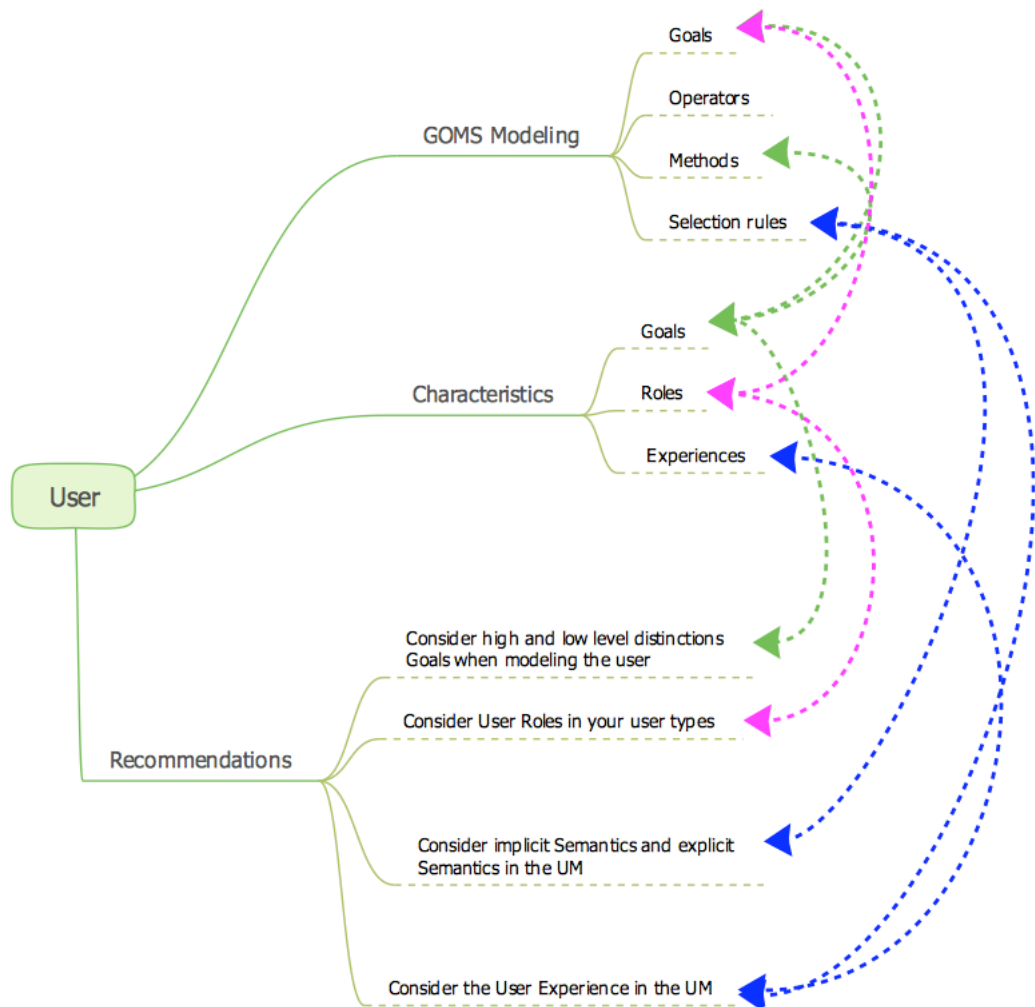 Goals
Operators
GOMS Modeling
Methods
Selection rules
Goals
Characteristics
Roles
Experiences
User
Consider high and low level distinctions
Goals when modeling the user
Consider User Roles in your user types
Recommendations
Consider implicit Semantics and explicit
Semantics in the UM
Consider the User Experience in the UM